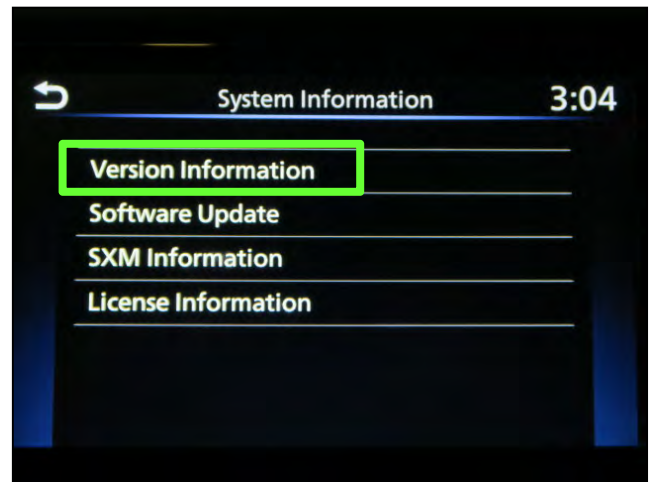 System Information 3:04
Version Information
Software Update
SXM Information
License Information